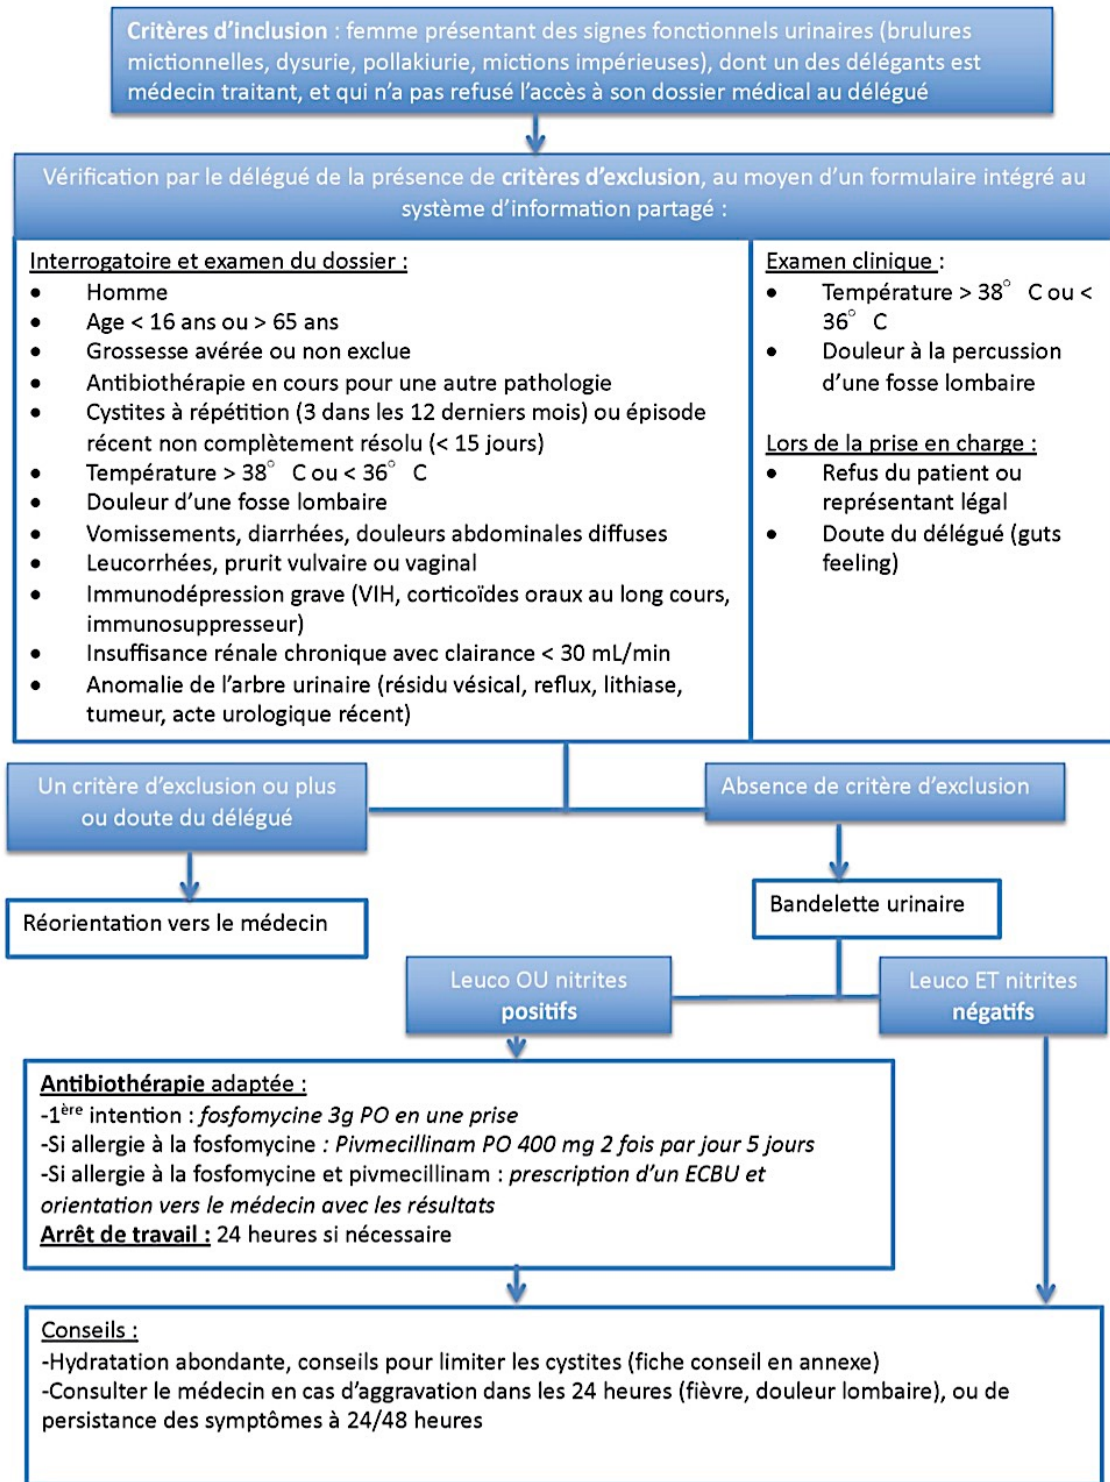 Critères d'inclusion : femme présentant des signes fonctionnels urinaires (brulures
mictionnelles, dysurie, pollakiurie, mictions impérieuses), dont un des délégants est
médecin traitant, et qui n'a pas refusé l'accès à son dossier médical au délégué
Vérification par le délégué de la présence de critères d'exclusion, au moyen d'un formulaire intégré au
système d'information partagé :
Interrogatoire et examen du dossier :
• Homme
• Age < 16 ans ou > 65 ans
• Grossesse avérée ou non exclue
• Antibiothérapie en cours pour une autre pathologie
• Cystites à répétition (3 dans les 12 derniers mois) ou épisode
récent non complètement résolu (< 15 jours)
• Température > 38° C ou < 36° C
• Douleur d'une fosse lombaire
• Vomissements, diarrhées, douleurs abdominales diffuses
• Leucorrhées, prurit vulvaire ou vaginal
• Immunodépression grave (VIH, corticoïdes oraux au long cours,
immunosuppresseur)
• Insuffisance rénale chronique avec clairance < 30 mL/min
• Anomalie de l'arbre urinaire (résidu vésical, reflux, lithiase,
tumeur, acte urologique récent)
Examen clinique :
• Température > 38° C ou <
36° C
• Douleur à la percussion
d'une fosse lombaire
Lors de la prise en charge :
• Refus du patient ou
représentant légal
• Doute du délégué (guts
feeling)
Un critère d'exclusion ou plus
ou doute du délégué
Absence de critère d'exclusion
Réorientation vers le médecin
Bandelette urinaire
Leuco OU nitrites
positifs
Leuco ET nitrites
négatifs
Antibiothérapie adaptée :
-1ère intention : fosfomycine 3g PO en une prise
-Si allergie à la fosfomycine : Pivmecillinam PO 400 mg 2 fois par jour 5 jours
-Si allergie à la fosfomycine et pivmecillinam : prescription d'un ECBU et
orientation vers le médecin avec les résultats
Arrêt de travail : 24 heures si nécessaire
Conseils :
-Hydratation abondante, conseils pour limiter les cystites (fiche conseil en annexe)
-Consulter le médecin en cas d'aggravation dans les 24 heures (fièvre, douleur lombaire), ou de
persistance des symptômes à 24/48 heures